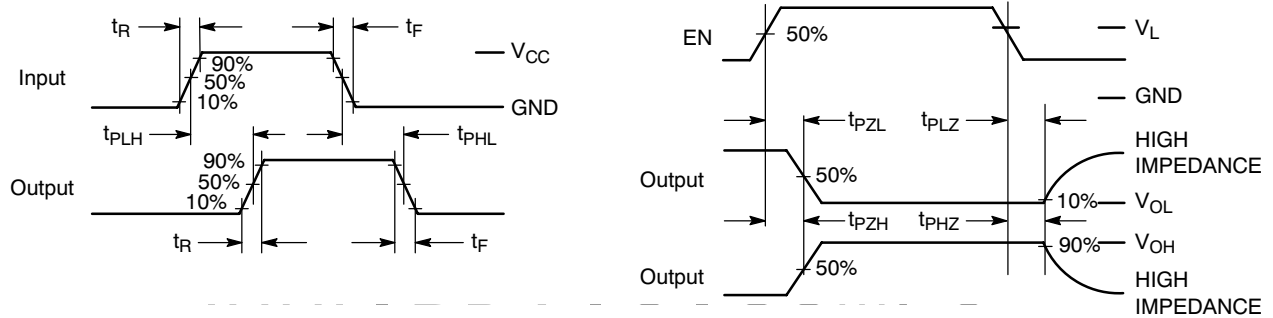 tR
tF
VCC
90%
50%
10%
Input
GND
tPLH
tPHL
90%
50%
10%
Output
tR
tF
EN
50%
VL
GND
tPZL
tPLZ
HIGH
IMPEDANCE
Output
50%
10%
VOL
tPZH
tPHZ
VOH
90%
Output
50%
HIGH
IMPEDANCE